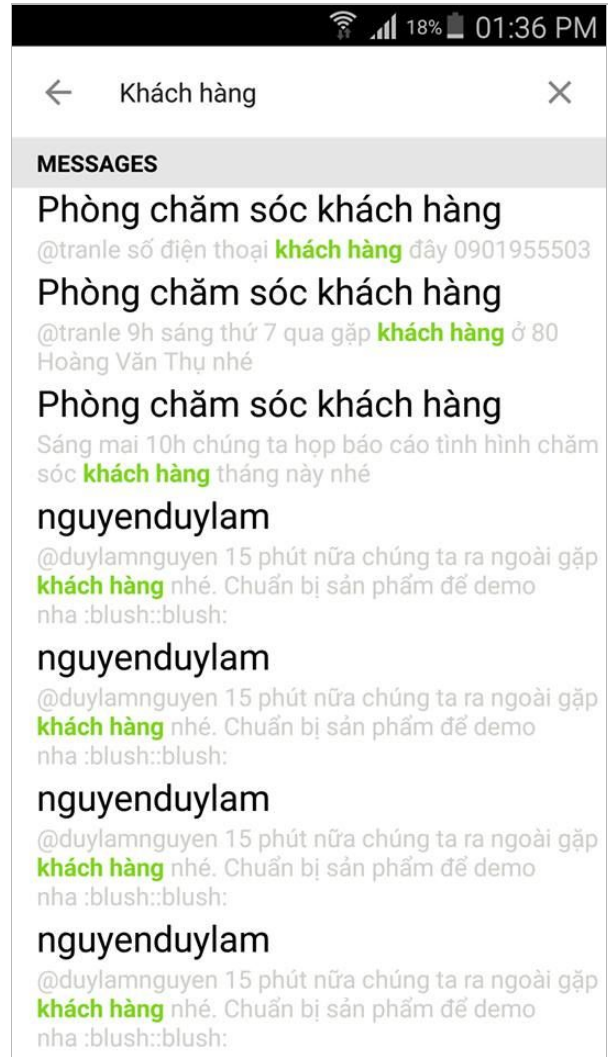 18% 01:36 PM
Khách hàng
MESSAGES
Phòng chăm sóc khách hàng
@tranle số điện thoại khách hàng đây 0901955503
Phòng chăm sóc khách hàng
@tranle 9h sáng thứ 7 qua gặp khách hàng ở 80
Hoàng Văn Thụ nhé
Phòng chăm sóc khách hàng
Sáng mai 10h chúng ta họp báo cáo tình hình chăm
sóc khách hàng tháng này nhé
nguyenduylam
@duylamnguyen 15 phút nữa chúng ta ra ngoài gặp
khách hàng nhé. Chuẩn bị sản phẩm để demo
nha :blush::blush:
nguyenduylam
@duylamnguyen 15 phút nữa chúng ta ra ngoài gặp
khách hàng nhé. Chuẩn bị sản phẩm để demo
nha :blush::blush:
nguyenduylam
@duylamnguyen 15 phút nữa chúng ta ra ngoài gặp
khách hàng nhé. Chuẩn bị sản phẩm để demo
nha :blush::blush:
nguyenduylam
@duylamnguyen 15 phút nữa chúng ta ra ngoài gặp
khách hàng nhé. Chuẩn bị sản phẩm để demo
nha :blush::blush: